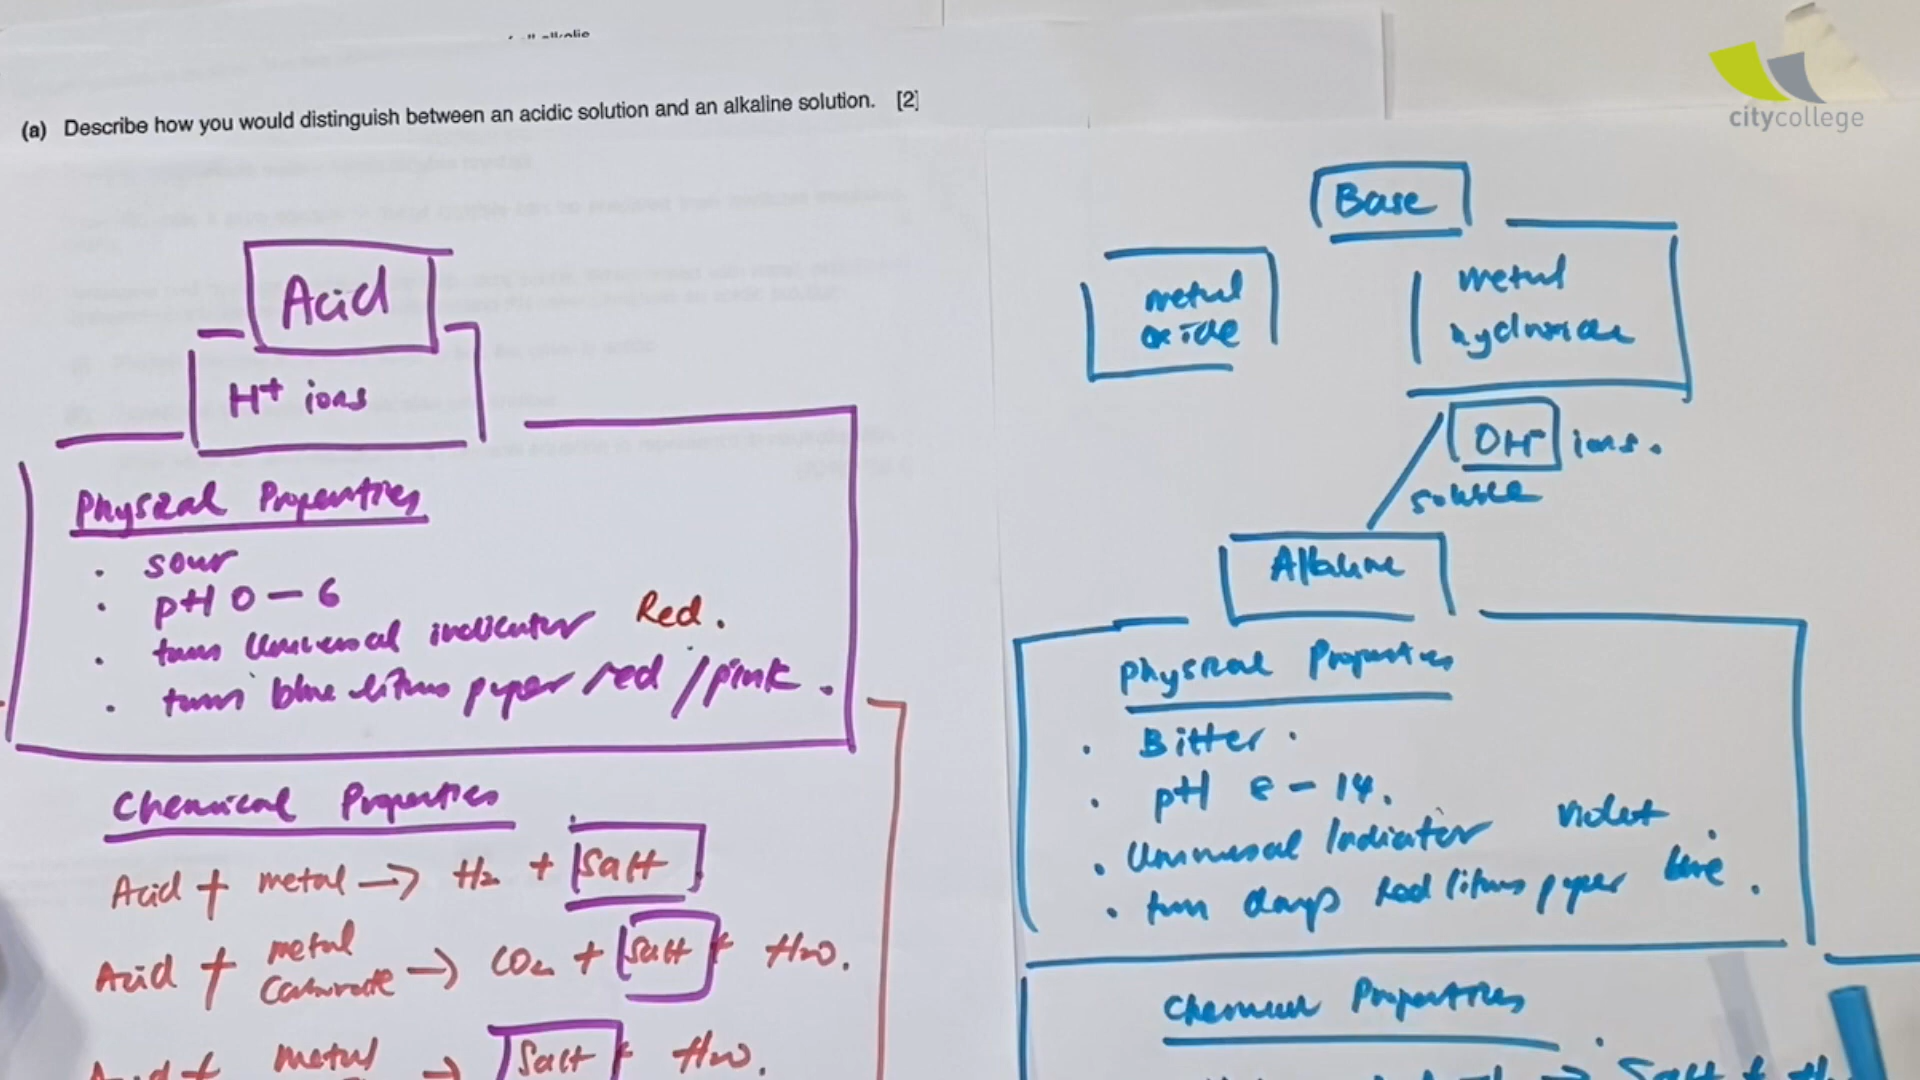 (a) Describe how you would distinguish between an acidic solution and an alkaline solution. [2]
citycollege
Acid
H+ ions
Physical Properties
• sour
• pH 0 – 6
• turns Universal indicator Red.
• turns blue litmus paper red / pink.
Chemical Properties
Acid + metal → H₂ + Salt
Acid + metal Carbonate → CO₂ + Salt + H₂O.
Acid + metal → Salt + H₂O.
Base
metal oxide
metal hydroxide
OH⁻ ions.
soluble
Alkaline
Physical Properties
• Bitter.
• pH 8 – 14.
• Universal Indicator violet
• turn damp Red litmus paper blue.
Chemical Properties
→ Salt +